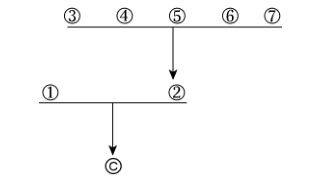 ③ ④ ⑤ ⑥ ⑦
① ②
Ⓒ